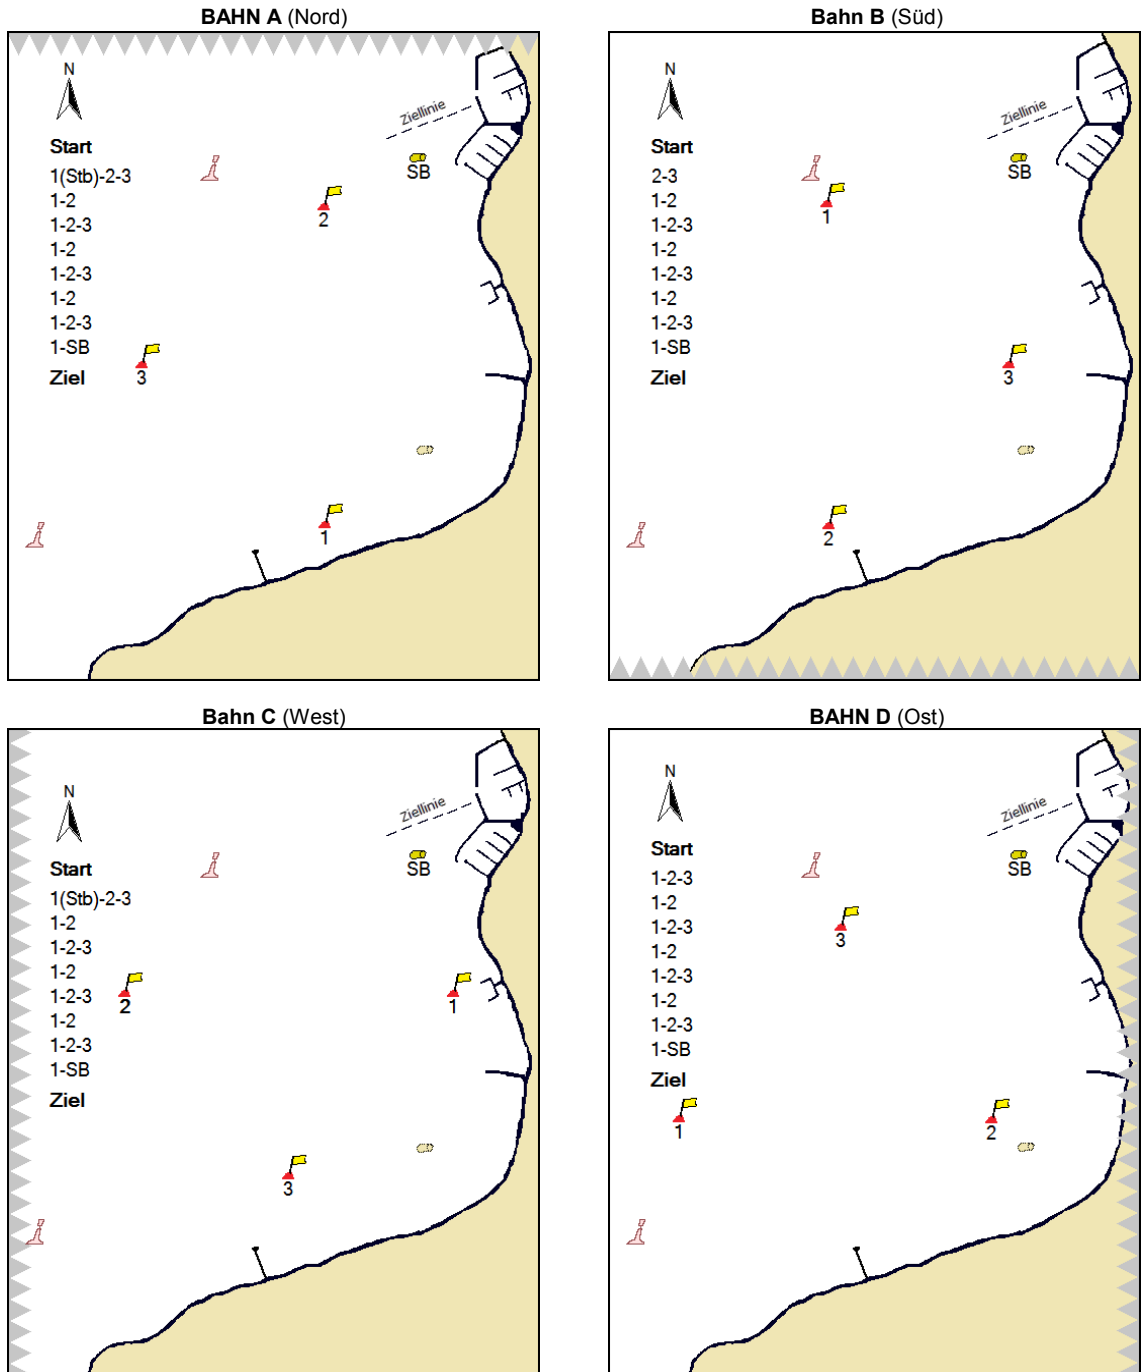 BAHN A (Nord)
N
Ziellinie
Start
SB
1(Stb)-2-3
1-2
2
1-2-3
1-2
1-2-3
1-2
1-2-3
1-SB
Ziel
3
1
Bahn B (Süd)
N
Ziellinie
Start
SB
2-3
1-2
1
1-2-3
1-2
1-2-3
1-2
1-2-3
1-SB
Ziel
3
2
Bahn C (West)
N
Ziellinie
Start
SB
1(Stb)-2-3
1-2
1-2-3
1-2
1-2-3
2
1
1-2
1-2-3
1-SB
Ziel
3
BAHN D (Ost)
N
Ziellinie
Start
SB
1-2-3
1-2
1-2-3
3
1-2
1-2-3
1-2
1-2-3
1-SB
Ziel
1
2